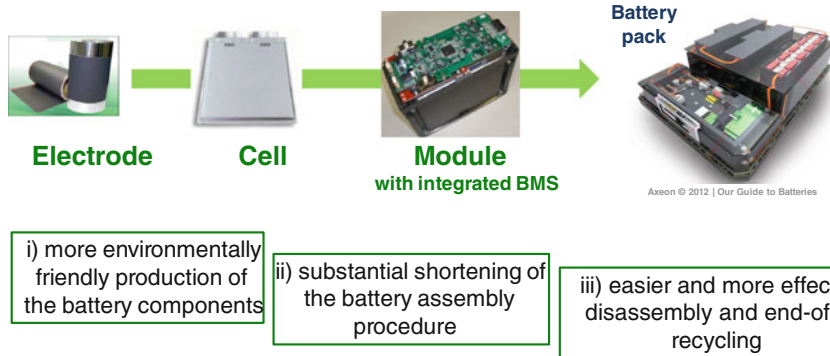 Battery
pack
Electrode
Cell
Module
with integrated BMS
Axeon © 2012 | Our Guide to Batteries
i) more environmentally
friendly production of
the battery components
ii) substantial shortening of
the battery assembly
procedure
iii) easier and more effec
disassembly and end-of
recycling